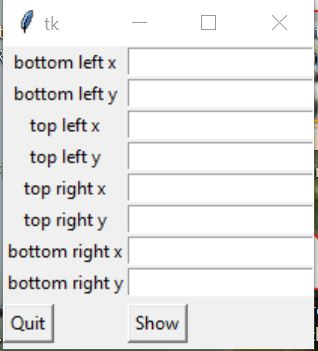 tk
bottom left x
bottom left y
top left x
top left y
top right x
top right y
bottom right x
bottom right y
Quit Show